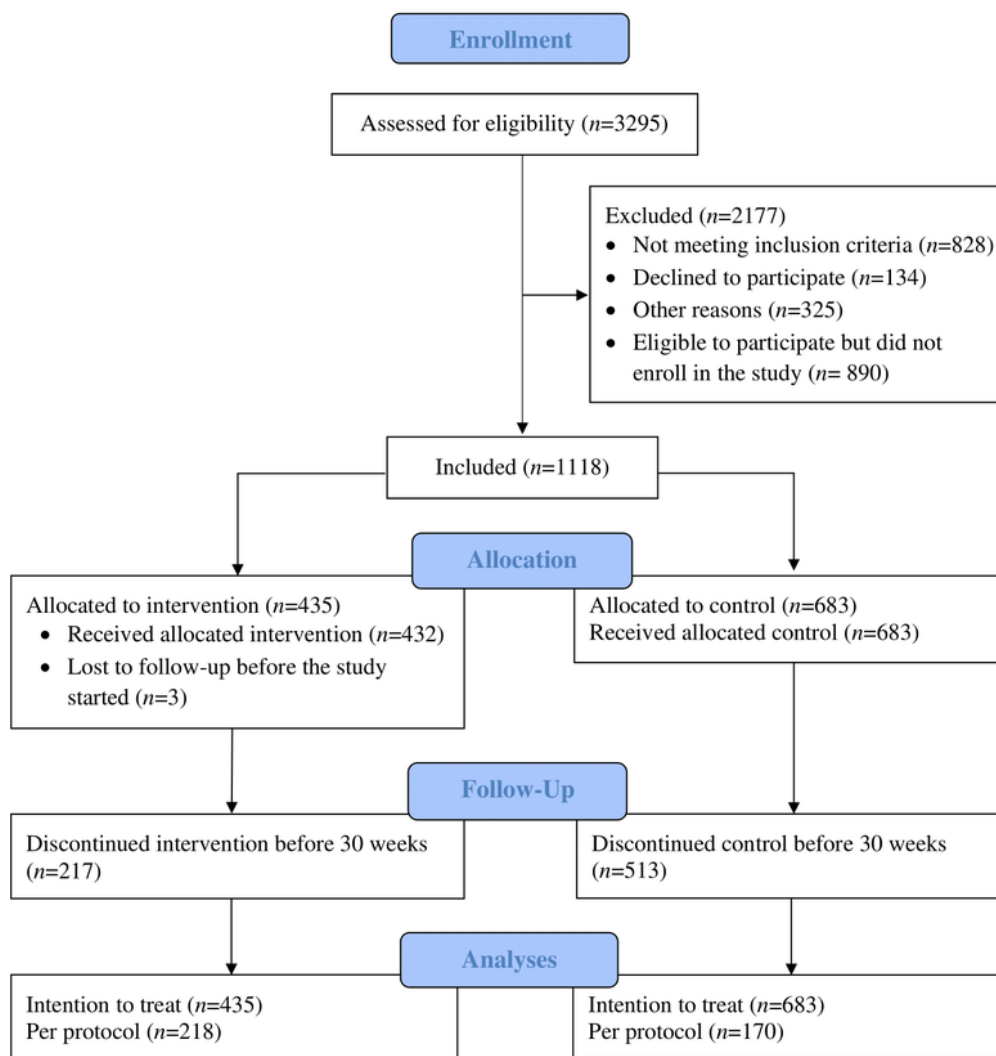 Enrollment
Assessed for eligibility (n=3295)
Excluded (n=2177)
• Not meeting inclusion criteria (n=828)
• Declined to participate (n=134)
• Other reasons (n=325)
• Eligible to participate but did not
enroll in the study (n= 890)
Included (n=1118)
Allocation
Allocated to intervention (n=435)
• Received allocated intervention (n=432)
• Lost to follow-up before the study
started (n=3)
Allocated to control (n=683)
Received allocated control (n=683)
Follow-Up
Discontinued intervention before 30 weeks
(n=217)
Discontinued control before 30 weeks
(n=513)
Analyses
Intention to treat (n=435)
Per protocol (n=218)
Intention to treat (n=683)
Per protocol (n=170)